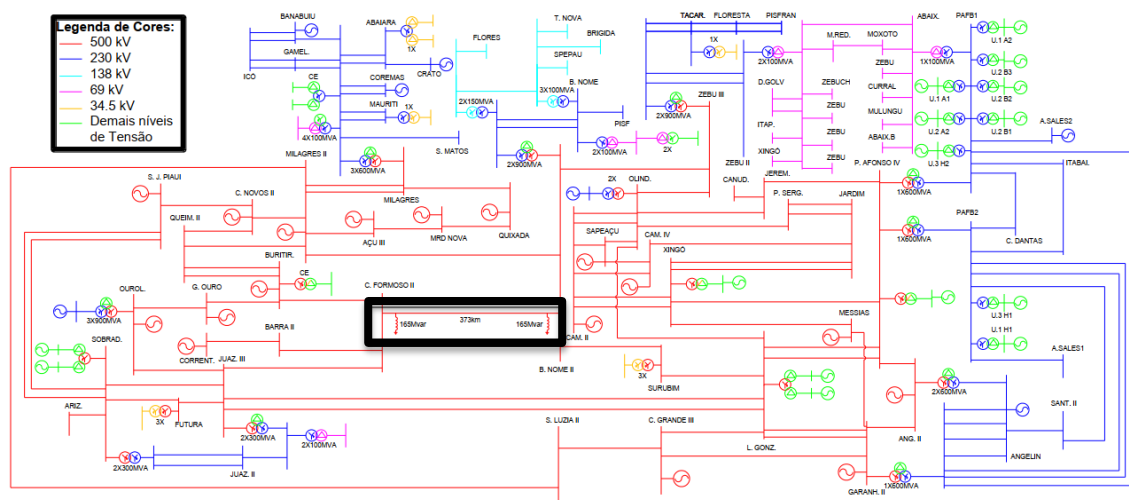 Legenda de Cores:
500 kV
230 kV
138 kV
69 kV
34.5 kV
Demais níveis
de Tensão
BANABUIU
ABAIARA
1X
GAMEL.
ICÓ
CE
CRATO
COREMAS
MAURITI
1X
4X100MVA
S. MATOS
3X600MVA
MILAGRES II
FLORES
T. NOVA
BRIGIDA
SPEPAU
B. NOME
2X150MVA
3X100MVA
PISF
2X100MVA
2X
2X900MVA
TACAR.
FLORESTA
PISFRAN
1X
2X100MVA
ZEBU III
2X900MVA
ZEBU II
M.RED.
MOXOTO
ABAIX.
D.GOLV
ZEBUCH
ZEBU
ZEBU
CURRAL
ITAP.
ZEBU
MULUNGU
XINGÓ
ZEBU
ABAIX.B
1X100MVA
PAFB1
U.1 A2
U.2 B3
U.1 A1
U.2 B2
U.2 A2
U.2 B1
U.3 H2
A.SALES2
ITABAI.
P. AFONSO IV
1X600MVA
PAFB2
1X600MVA
C. DANTAS
U.3 H1
U.1 H1
A.SALES1
S. J. PIAUI
C. NOVOS II
QUEIM. II
MILAGRES
AÇU III
MRD NOVA
QUIXADA
2X
OLIND.
CANUD.
JEREM.
P. SERG.
JARDIM
SAPEAÇU
CAM. IV
XINGÓ
BURITIR.
CE
OUROL.
G. OURO
C. FORMOSO II
373km
165Mvar
165Mvar
CAM. II
MESSIAS
3X900MVA
SOBRAD.
BARRA II
CORRENT.
JUAZ. III
B. NOME II
3X
SURUBIM
2X600MVA
ARIZ.
3X
FUTURA
2X300MVA
2X100MVA
2X300MVA
JUAZ. II
S. LUZIA II
C. GRANDE III
L. GONZ.
ANG. II
SANT. II
ANGELIN
1X600MVA
GARANH. II